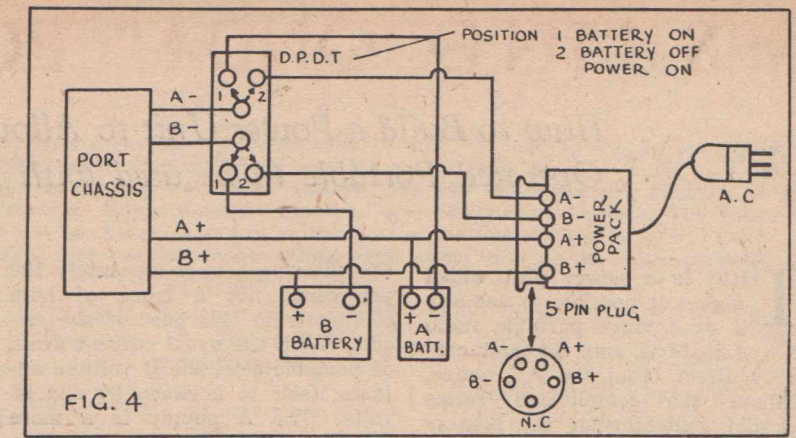 POSITION 1 BATTERY ON
2 BATTERY OFF
POWER ON
D.P.D.T
1 2
A-
B-
1 2
PORT
CHASSIS
A+
B+
A-
B-
A+
B+
POWER
PACK
A.C
+ -
B
BATTERY
+ -
A
BATT.
5 PIN PLUG
A- A+
B- B+
N.C
FIG. 4